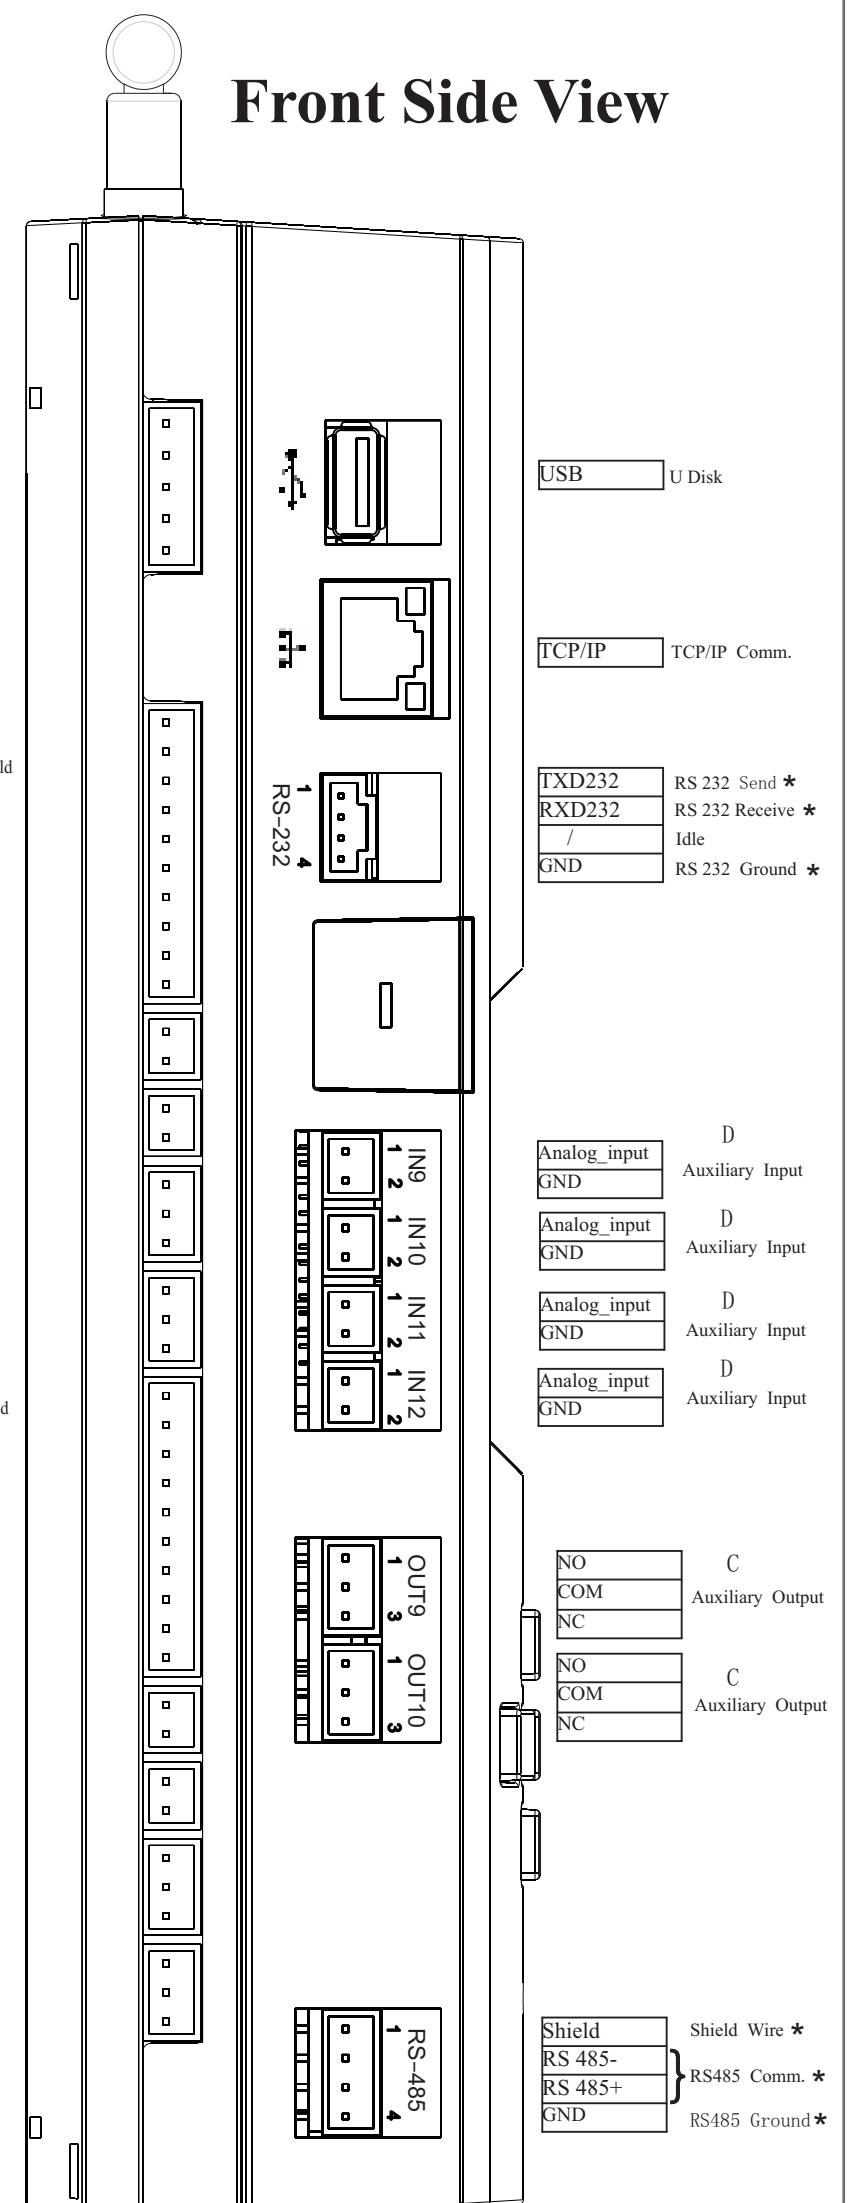 Front Side View
USB U Disk
TCP/IP TCP/IP Comm.
1 RS-232 4
TXD232 RS 232 Send *
RXD232 RS 232 Receive *
/ Idle
GND RS 232 Ground *
ld
1 2 IN9
Analog_input D
GND Auxiliary Input
1 2 IN10
Analog_input D
GND Auxiliary Input
1 2 IN11
Analog_input D
GND Auxiliary Input
1 2 IN12
Analog_input D
GND Auxiliary Input
d
1 3 OUT9
NO C
COM Auxiliary Output
NC
1 3 OUT10
NO C
COM Auxiliary Output
NC
1 4 RS-485
Shield Shield Wire *
RS 485- } RS485 Comm. *
RS 485+
GND RS485 Ground *